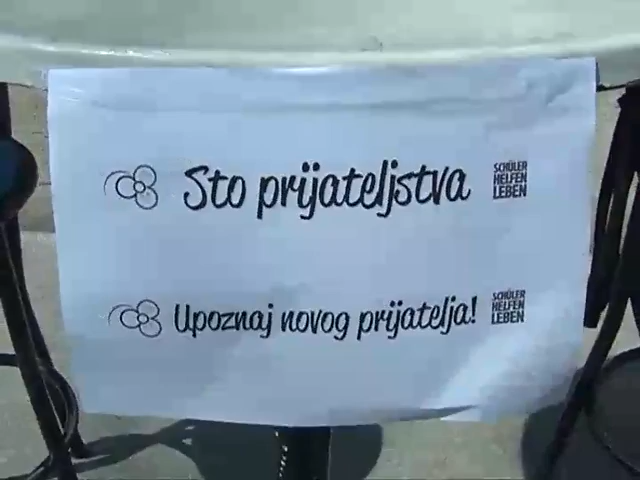 Sto prijateljstva
SCHÜLER
HELFEN
LEBEN
Upoznaj novog prijatelja!
SCHÜLER
HELFEN
LEBEN